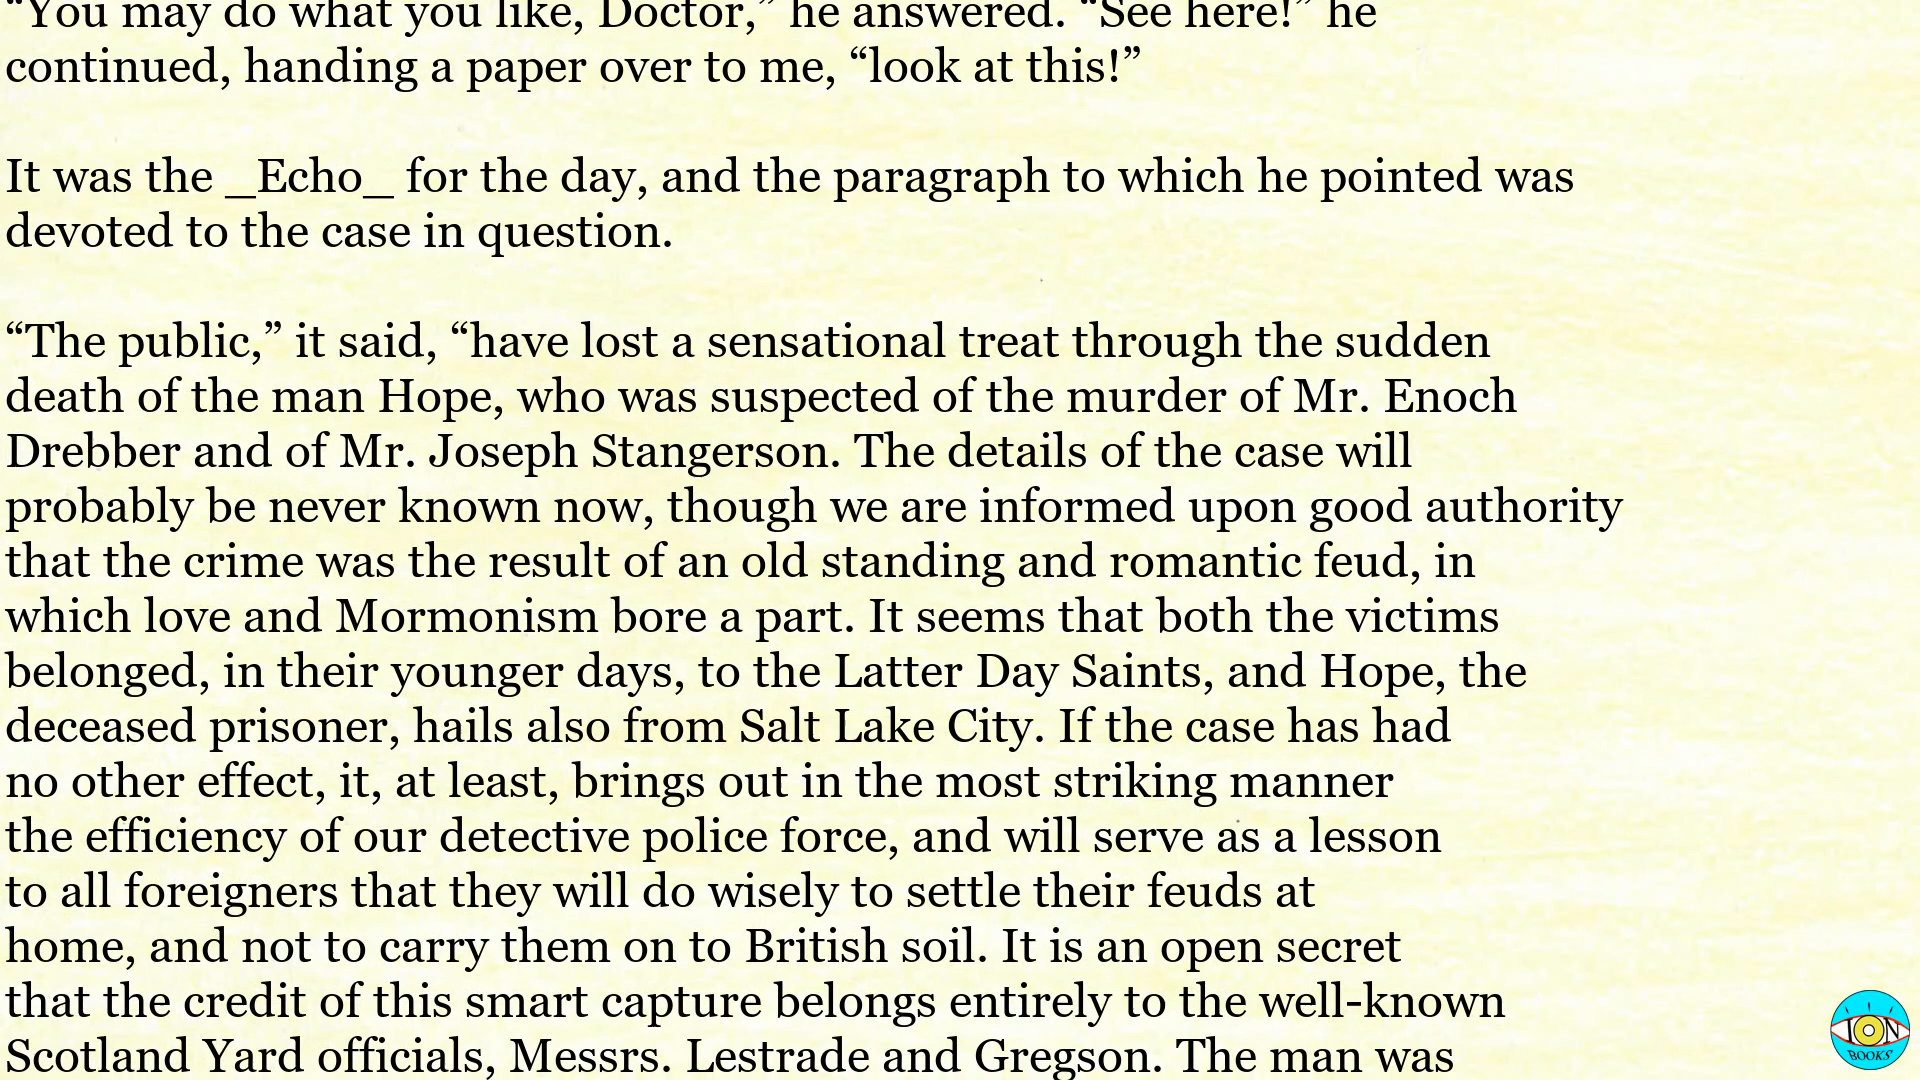 “You may do what you like, Doctor,” he answered. “See here!” he
continued, handing a paper over to me, “look at this!”
It was the _Echo_ for the day, and the paragraph to which he pointed was
devoted to the case in question.
“The public,” it said, “have lost a sensational treat through the sudden
death of the man Hope, who was suspected of the murder of Mr. Enoch
Drebber and of Mr. Joseph Stangerson. The details of the case will
probably be never known now, though we are informed upon good authority
that the crime was the result of an old standing and romantic feud, in
which love and Mormonism bore a part. It seems that both the victims
belonged, in their younger days, to the Latter Day Saints, and Hope, the
deceased prisoner, hails also from Salt Lake City. If the case has had
no other effect, it, at least, brings out in the most striking manner
the efficiency of our detective police force, and will serve as a lesson
to all foreigners that they will do wisely to settle their feuds at
home, and not to carry them on to British soil. It is an open secret
that the credit of this smart capture belongs entirely to the well-known
Scotland Yard officials, Messrs. Lestrade and Gregson. The man was
ION
BOOKS